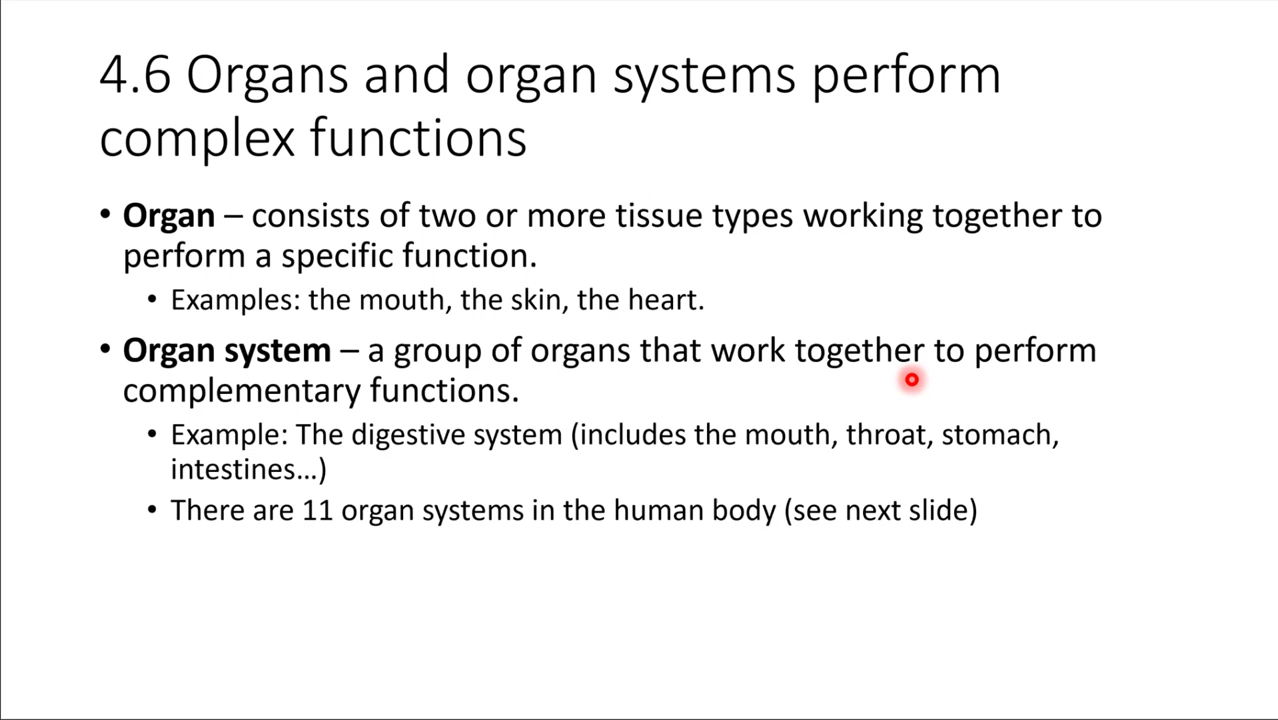 4.6 Organs and organ systems perform
complex functions
• Organ – consists of two or more tissue types working together to
perform a specific function.
• Examples: the mouth, the skin, the heart.
• Organ system – a group of organs that work together to perform
complementary functions.
• Example: The digestive system (includes the mouth, throat, stomach,
intestines…)
• There are 11 organ systems in the human body (see next slide)